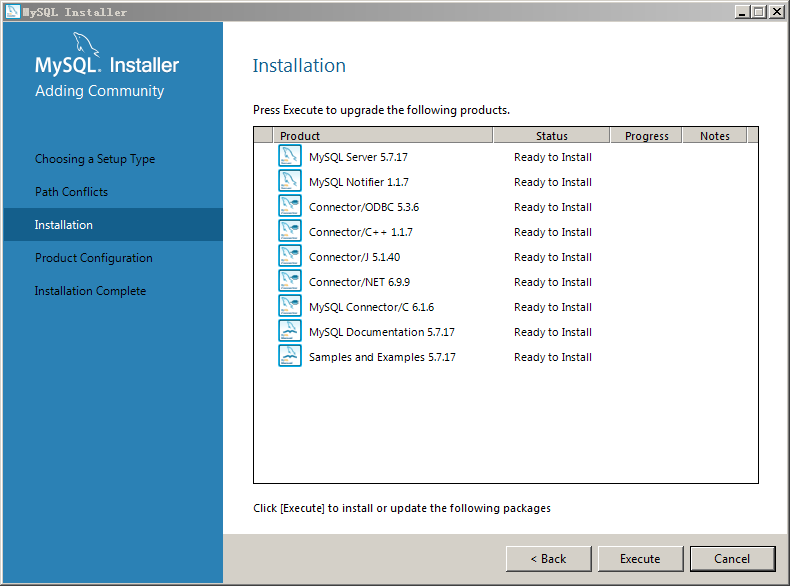 MySQL Installer
MySQL. Installer
Adding Community
Choosing a Setup Type
Path Conflicts
Installation
Product Configuration
Installation Complete
Installation
Press Execute to upgrade the following products.
Product Status Progress Notes
MySQL Server 5.7.17 Ready to Install
MySQL Notifier 1.1.7 Ready to Install
Connector/ODBC 5.3.6 Ready to Install
Connector/C++ 1.1.7 Ready to Install
Connector/J 5.1.40 Ready to Install
Connector/NET 6.9.9 Ready to Install
MySQL Connector/C 6.1.6 Ready to Install
MySQL Documentation 5.7.17 Ready to Install
Samples and Examples 5.7.17 Ready to Install
Click [Execute] to install or update the following packages
< Back Execute Cancel